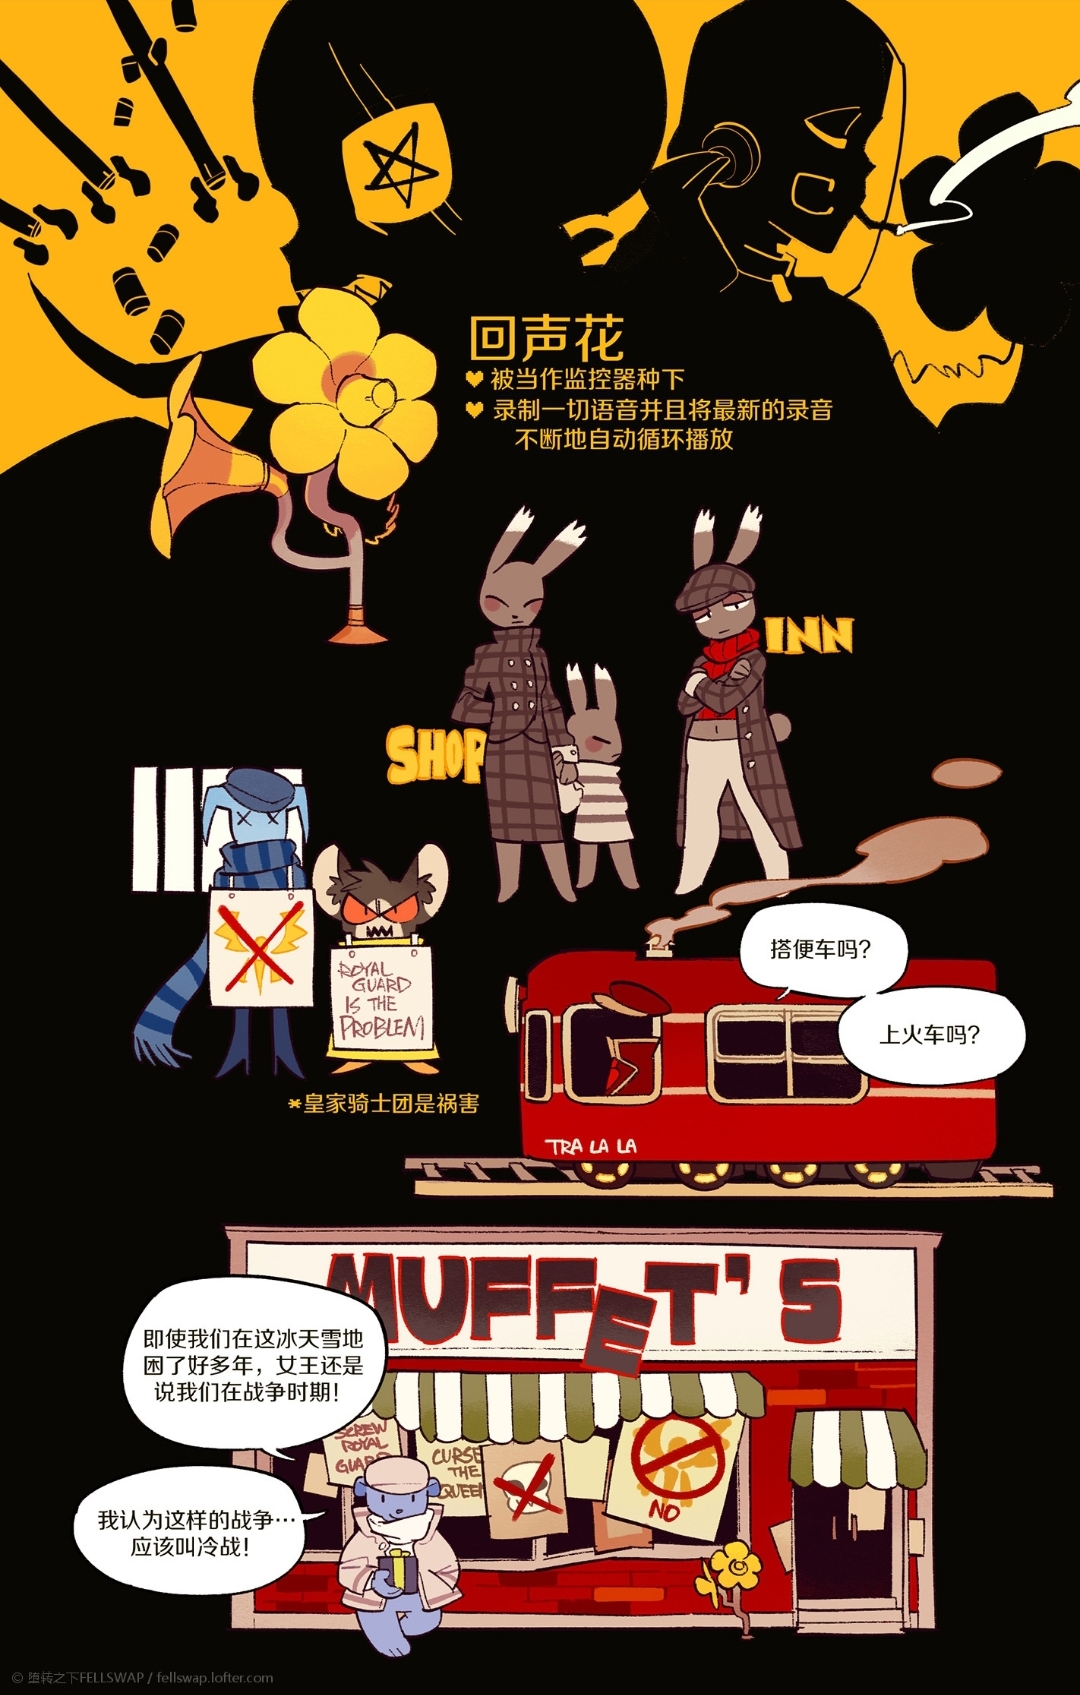 回声花
♥ 被当作监控器种下
♥ 录制一切语音并且将最新的录音
不断地自动循环播放
INN
SHOP
ROYAL
GUARD
IS THE
PROBLEM
*皇家骑士团是祸害
搭便车吗？
上火车吗？
TRA LA LA
MUFFET'S
即使我们在这冰天雪地
困了好多年，女王还是
说我们在战争时期！
SCREW
ROYAL
GUARD
CURSE
THE
QUEEN
NO
我认为这样的战争…
应该叫冷战！
© 堕转之下FELLSWAP / fellswap.lofter.com